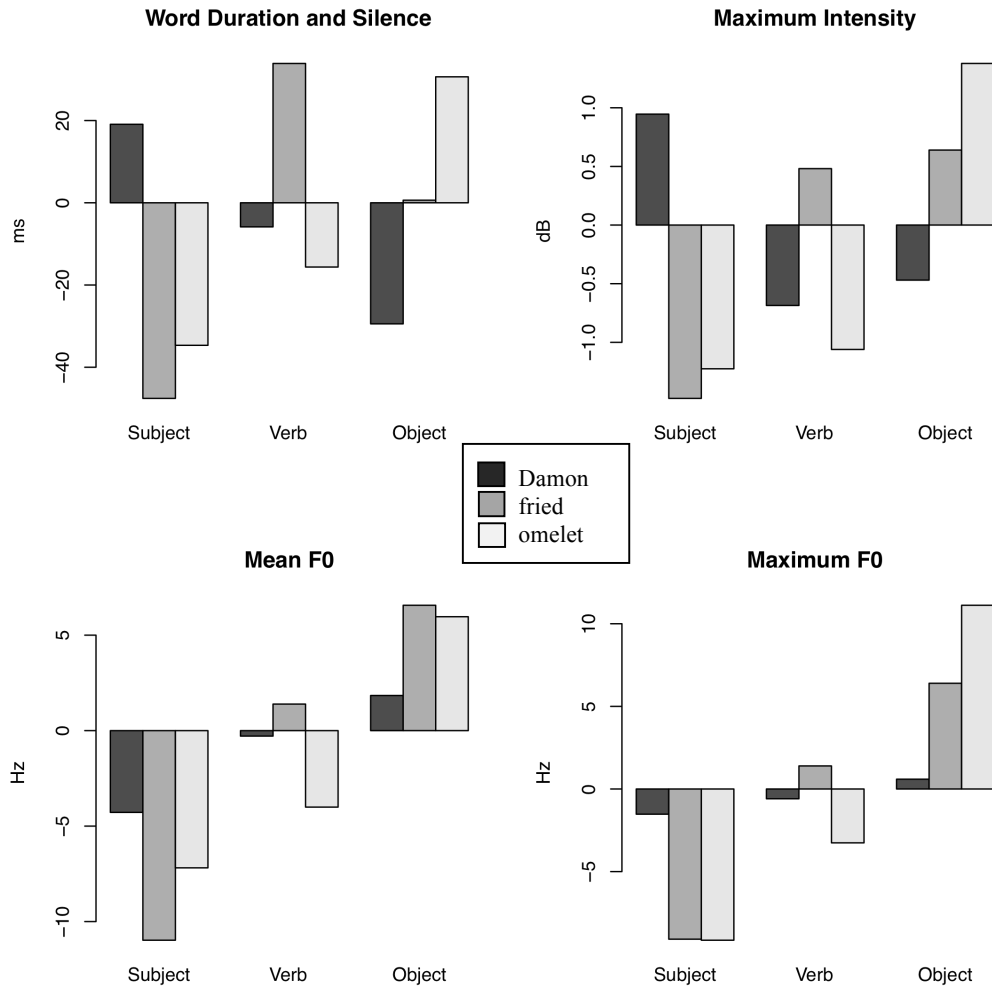 Word Duration and Silence
ms
20
0
−20
−40
Subject Verb Object
Maximum Intensity
dB
1.0
0.5
0.0
−0.5
−1.0
Subject Verb Object
Damon
fried
omelet
Mean F0
Hz
5
0
−5
−10
Subject Verb Object
Maximum F0
Hz
10
5
0
−5
Subject Verb Object